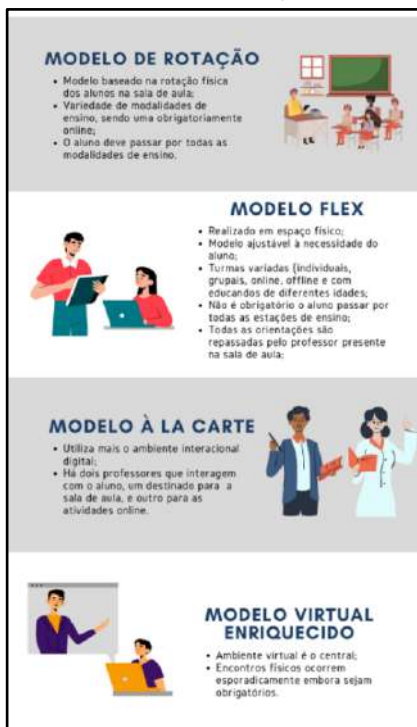 MODELO DE ROTAÇÃO
• Modelo baseado na rotação física
dos alunos na sala de aula;
• Variedade de modalidades de
ensino, sendo uma obrigatoriamente
online;
• O aluno deve passar por todas as
modalidades de ensino.
MODELO FLEX
• Realizado em espaço físico;
• Modelo ajustável à necessidade do
aluno;
• Turmas variadas (individuais,
grupais, online, offline e com
educandos de diferentes idades;
• Não é obrigatório o aluno passar por
todas as estações de ensino;
• Todas as orientações são
repassadas pelo professor presente
na sala de aula;
MODELO À LA CARTE
• Utiliza mais o ambiente interacional
digital;
• Há dois professores que interagem
com o aluno, um destinado para a
sala de aula, e outro para as
atividades online.
MODELO VIRTUAL
ENRIQUECIDO
• Ambiente virtual é o central;
• Encontros físicos ocorrem
esporadicamente embora sejam
obrigatórios.